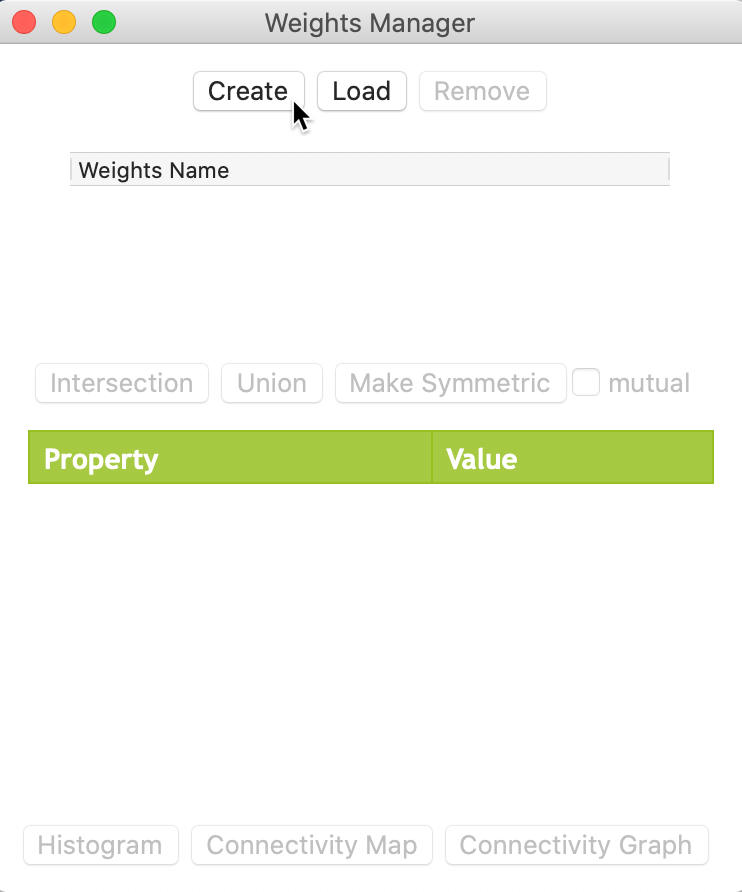 Weights Manager
Create Load Remove
Weights Name
Intersection Union Make Symmetric mutual
Property Value
Histogram Connectivity Map Connectivity Graph